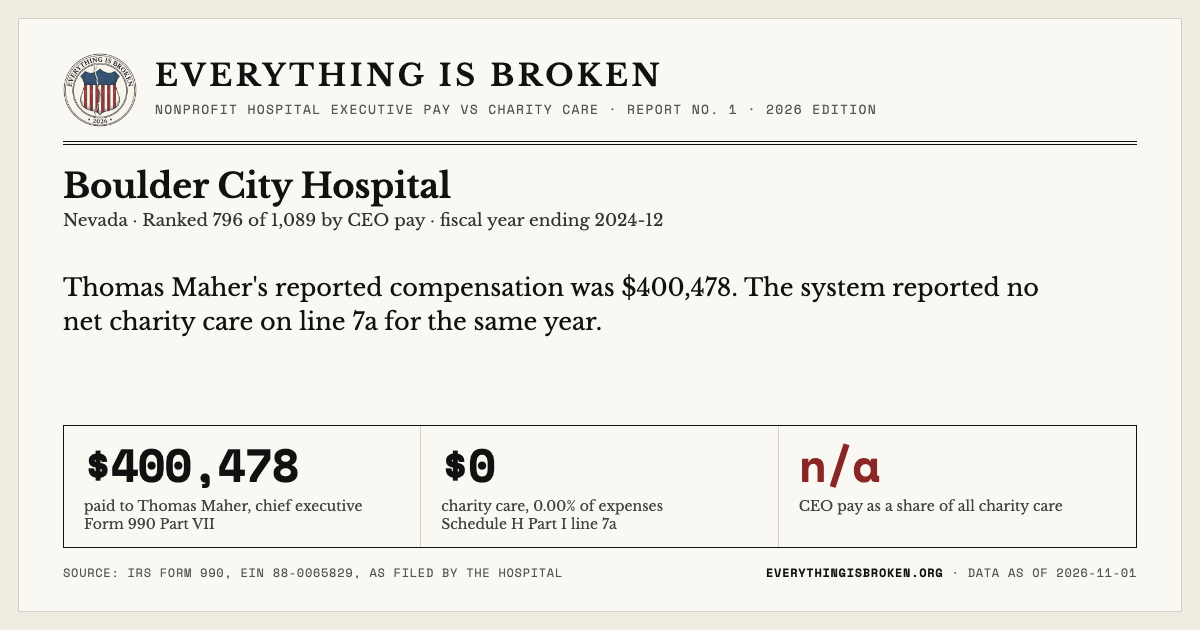 EVERYTHING IS BROKEN
· 2026 ·
EVERYTHING IS BROKEN
NONPROFIT HOSPITAL EXECUTIVE PAY VS CHARITY CARE · REPORT NO. 1 · 2026 EDITION
Boulder City Hospital
Nevada · Ranked 796 of 1,089 by CEO pay · fiscal year ending 2024-12
Thomas Maher's reported compensation was $400,478. The system reported no
net charity care on line 7a for the same year.
$400,478
paid to Thomas Maher, chief executive
Form 990 Part VII
$0
charity care, 0.00% of expenses
Schedule H Part I line 7a
n/a
CEO pay as a share of all charity care
SOURCE: IRS FORM 990, EIN 88-0065829, AS FILED BY THE HOSPITAL
EVERYTHINGISBROKEN.ORG · DATA AS OF 2026-11-01